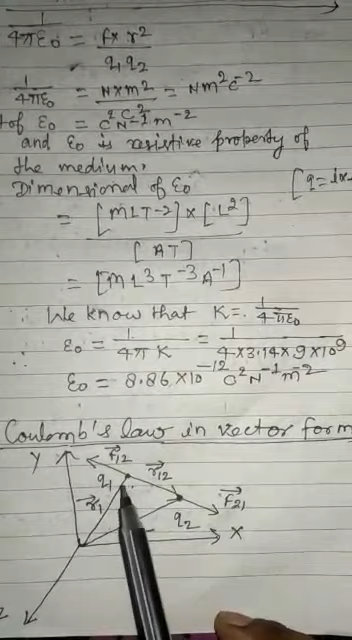 1/4πε₀ = F×r²/q₁q₂
1/4πε₀ = N×m²/C² = Nm²C⁻²
of ε₀ = C²N⁻¹m⁻²
and ε₀ is resistive property of
the medium,
Dimensional of ε₀
= [MLT⁻²]×[L²]/[AT]
= [ML³T⁻³A⁻¹]
∴ We know that K = 1/4πε₀
∴ ε₀ = 1/4πK = 1/4×3.14×9×10⁹
ε₀ = 8.86×10⁻¹² C²N⁻¹m⁻²
Coulomb's law in vector form
Y F₁₂ r₁₂
q₁ F₂₁
r₁ q₂ X